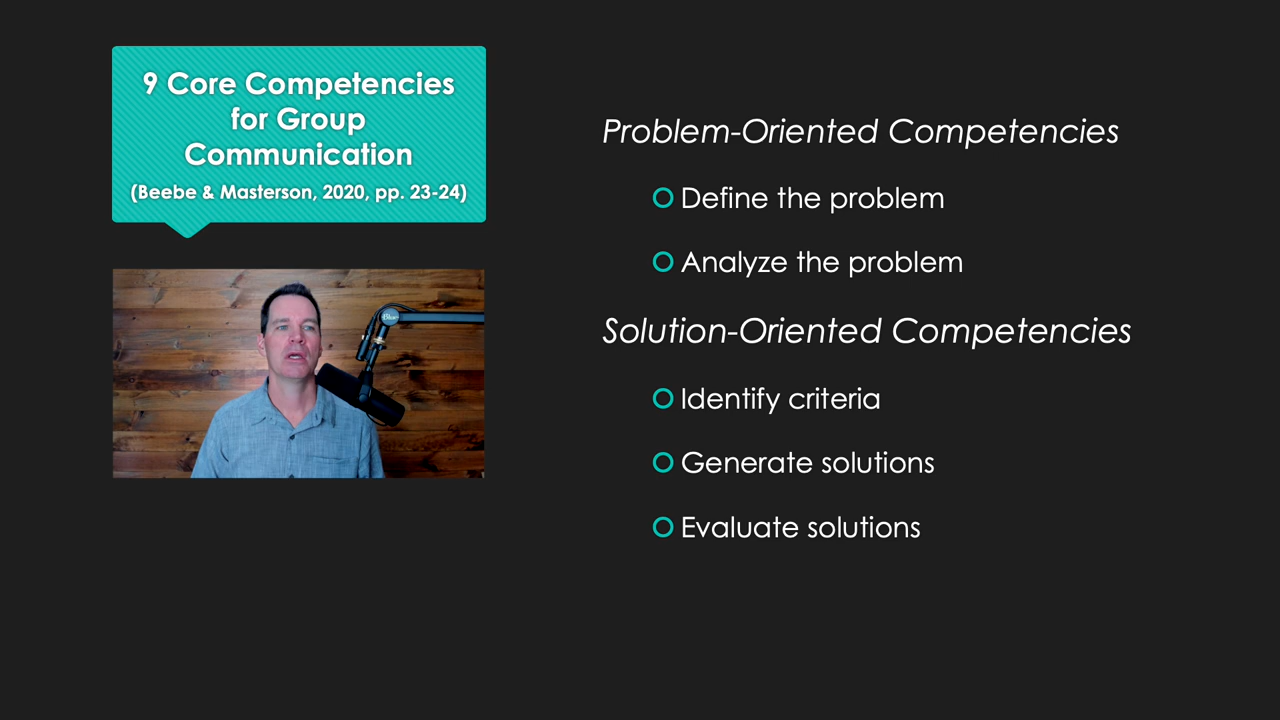 9 Core Competencies
for Group
Communication
(Beebe & Masterson, 2020, pp. 23-24)
Problem-Oriented Competencies
Define the problem
Analyze the problem
Solution-Oriented Competencies
Identify criteria
Generate solutions
Evaluate solutions
Blue